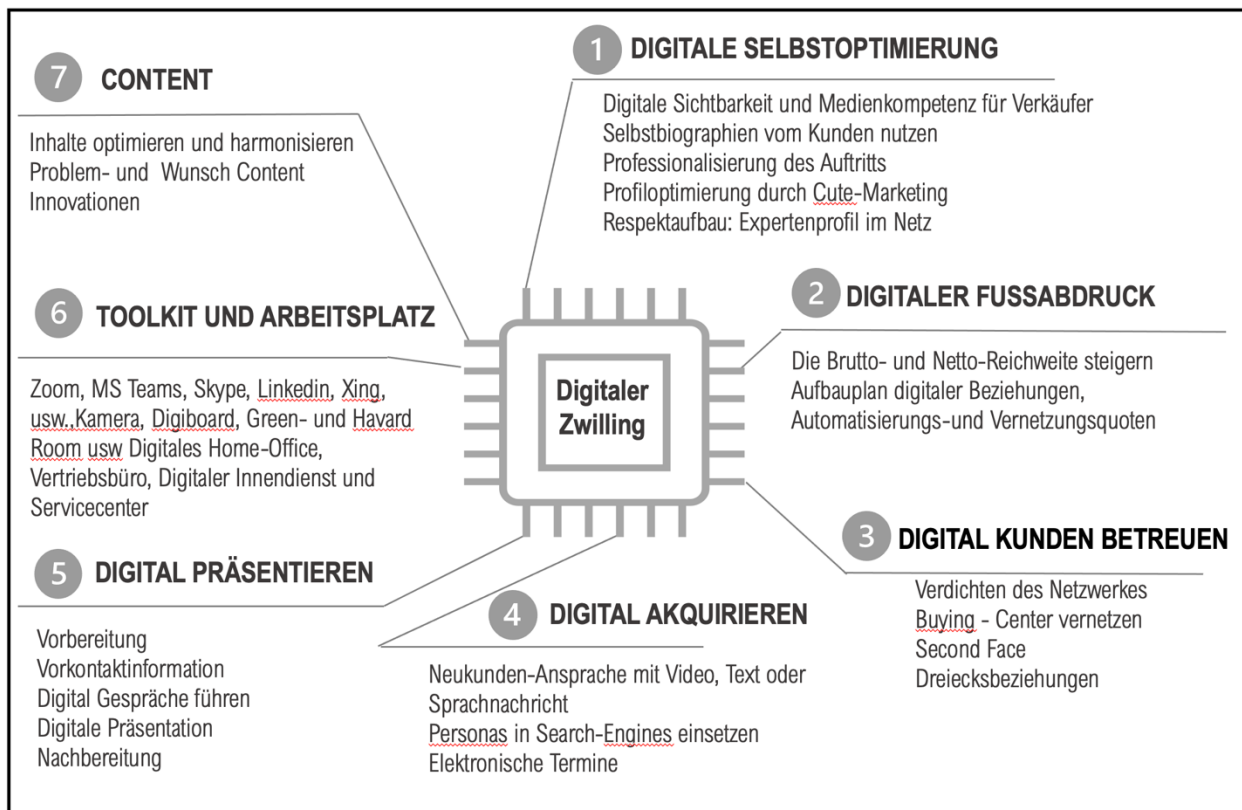 1 DIGITALE SELBSTOPTIMIERUNG
Digitale Sichtbarkeit und Medienkompetenz für Verkäufer
Selbstbiographien vom Kunden nutzen
Professionalisierung des Auftritts
Profiloptimierung durch Cute-Marketing
Respektaufbau: Expertenprofil im Netz
2 DIGITALER FUSSABDRUCK
Die Brutto- und Netto-Reichweite steigern
Aufbauplan digitaler Beziehungen,
Automatisierungs-und Vernetzungsquoten
3 DIGITAL KUNDEN BETREUEN
Verdichten des Netzwerkes
Buying - Center vernetzen
Second Face
Dreiecksbeziehungen
4 DIGITAL AKQUIRIEREN
Neukunden-Ansprache mit Video, Text oder
Sprachnachricht
Personas in Search-Engines einsetzen
Elektronische Termine
5 DIGITAL PRÄSENTIEREN
Vorbereitung
Vorkontaktinformation
Digital Gespräche führen
Digitale Präsentation
Nachbereitung
6 TOOLKIT UND ARBEITSPLATZ
Zoom, MS Teams, Skype, Linkedin, Xing,
usw.,Kamera, Digiboard, Green- und Havard
Room usw Digitales Home-Office,
Vertriebsbüro, Digitaler Innendienst und
Servicecenter
7 CONTENT
Inhalte optimieren und harmonisieren
Problem- und Wunsch Content
Innovationen
Digitaler
Zwilling